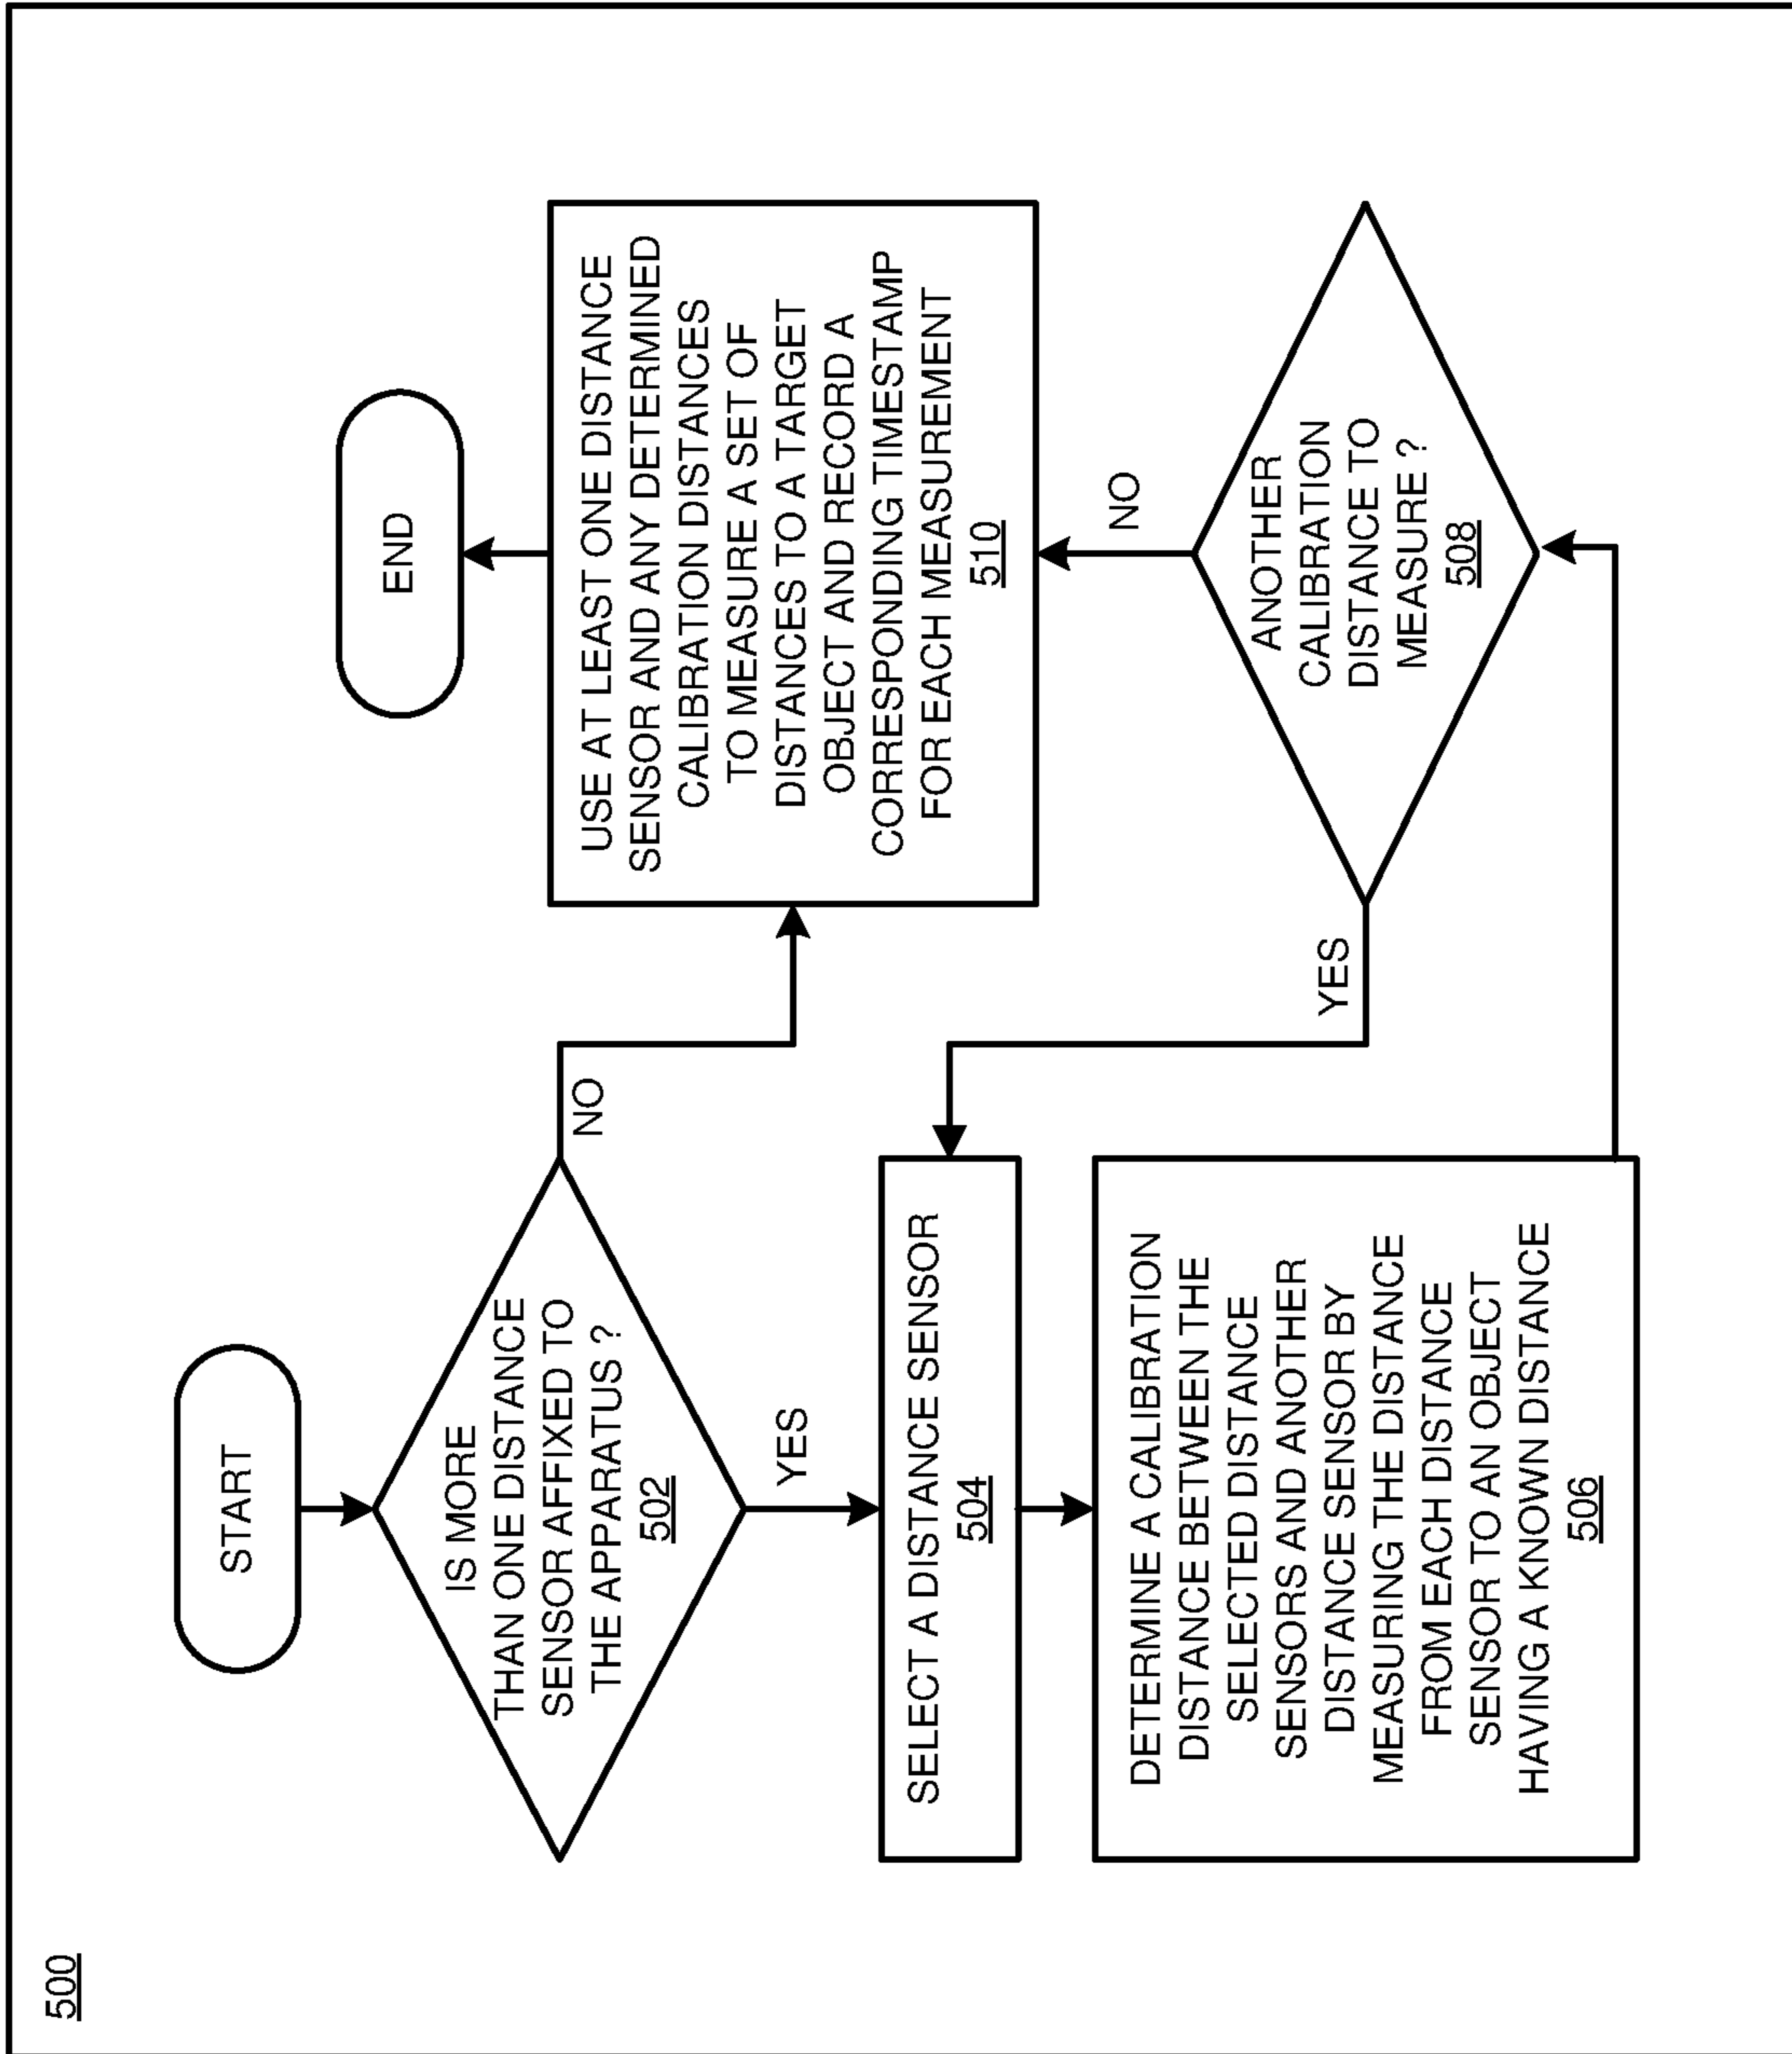 500
START
IS MORE
THAN ONE DISTANCE
SENSOR AFFIXED TO
THE APPARATUS ?
502
NO
YES
SELECT A DISTANCE SENSOR
504
DETERMINE A CALIBRATION
DISTANCE BETWEEN THE
SELECTED DISTANCE
SENSORS AND ANOTHER
DISTANCE SENSOR BY
MEASURING THE DISTANCE
FROM EACH DISTANCE
SENSOR TO AN OBJECT
HAVING A KNOWN DISTANCE
506
END
USE AT LEAST ONE DISTANCE
SENSOR AND ANY DETERMINED
CALIBRATION DISTANCES
TO MEASURE A SET OF
DISTANCES TO A TARGET
OBJECT AND RECORD A
CORRESPONDING TIMESTAMP
FOR EACH MEASUREMENT
510
NO
YES
ANOTHER
CALIBRATION
DISTANCE TO
MEASURE ?
508